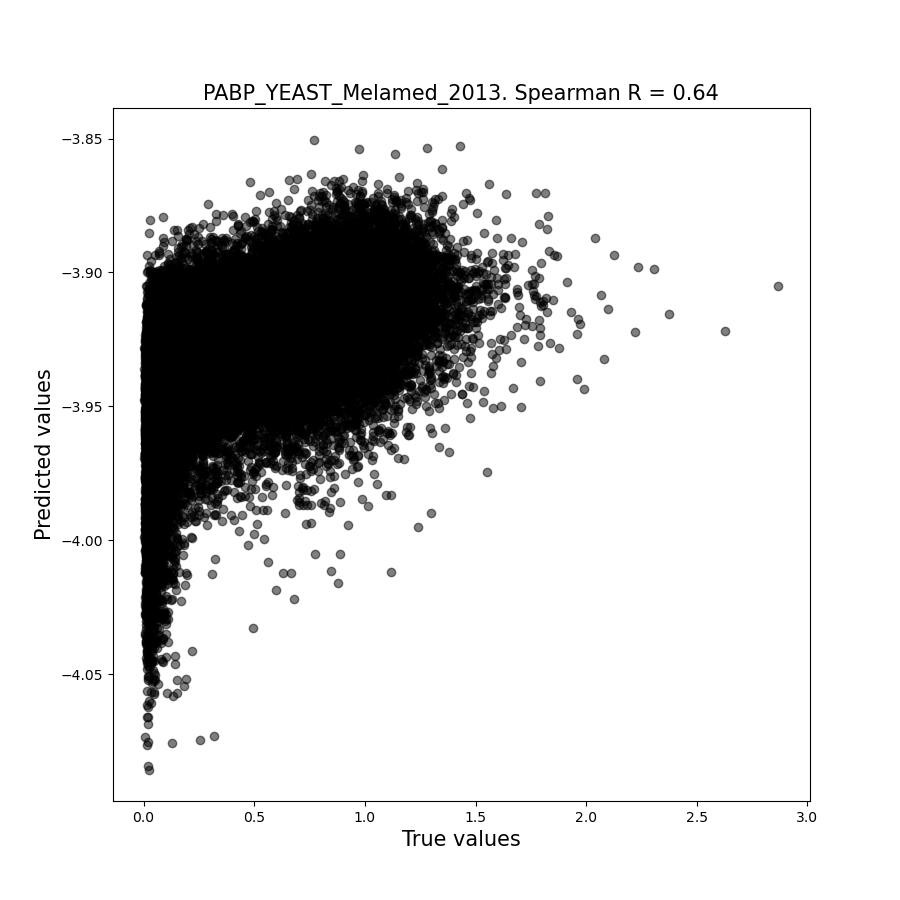 PABP_YEAST_Melamed_2013. Spearman R = 0.64
−3.85
−3.90
−3.95
−4.00
−4.05
Predicted values
0.0 0.5 1.0 1.5 2.0 2.5 3.0
True values